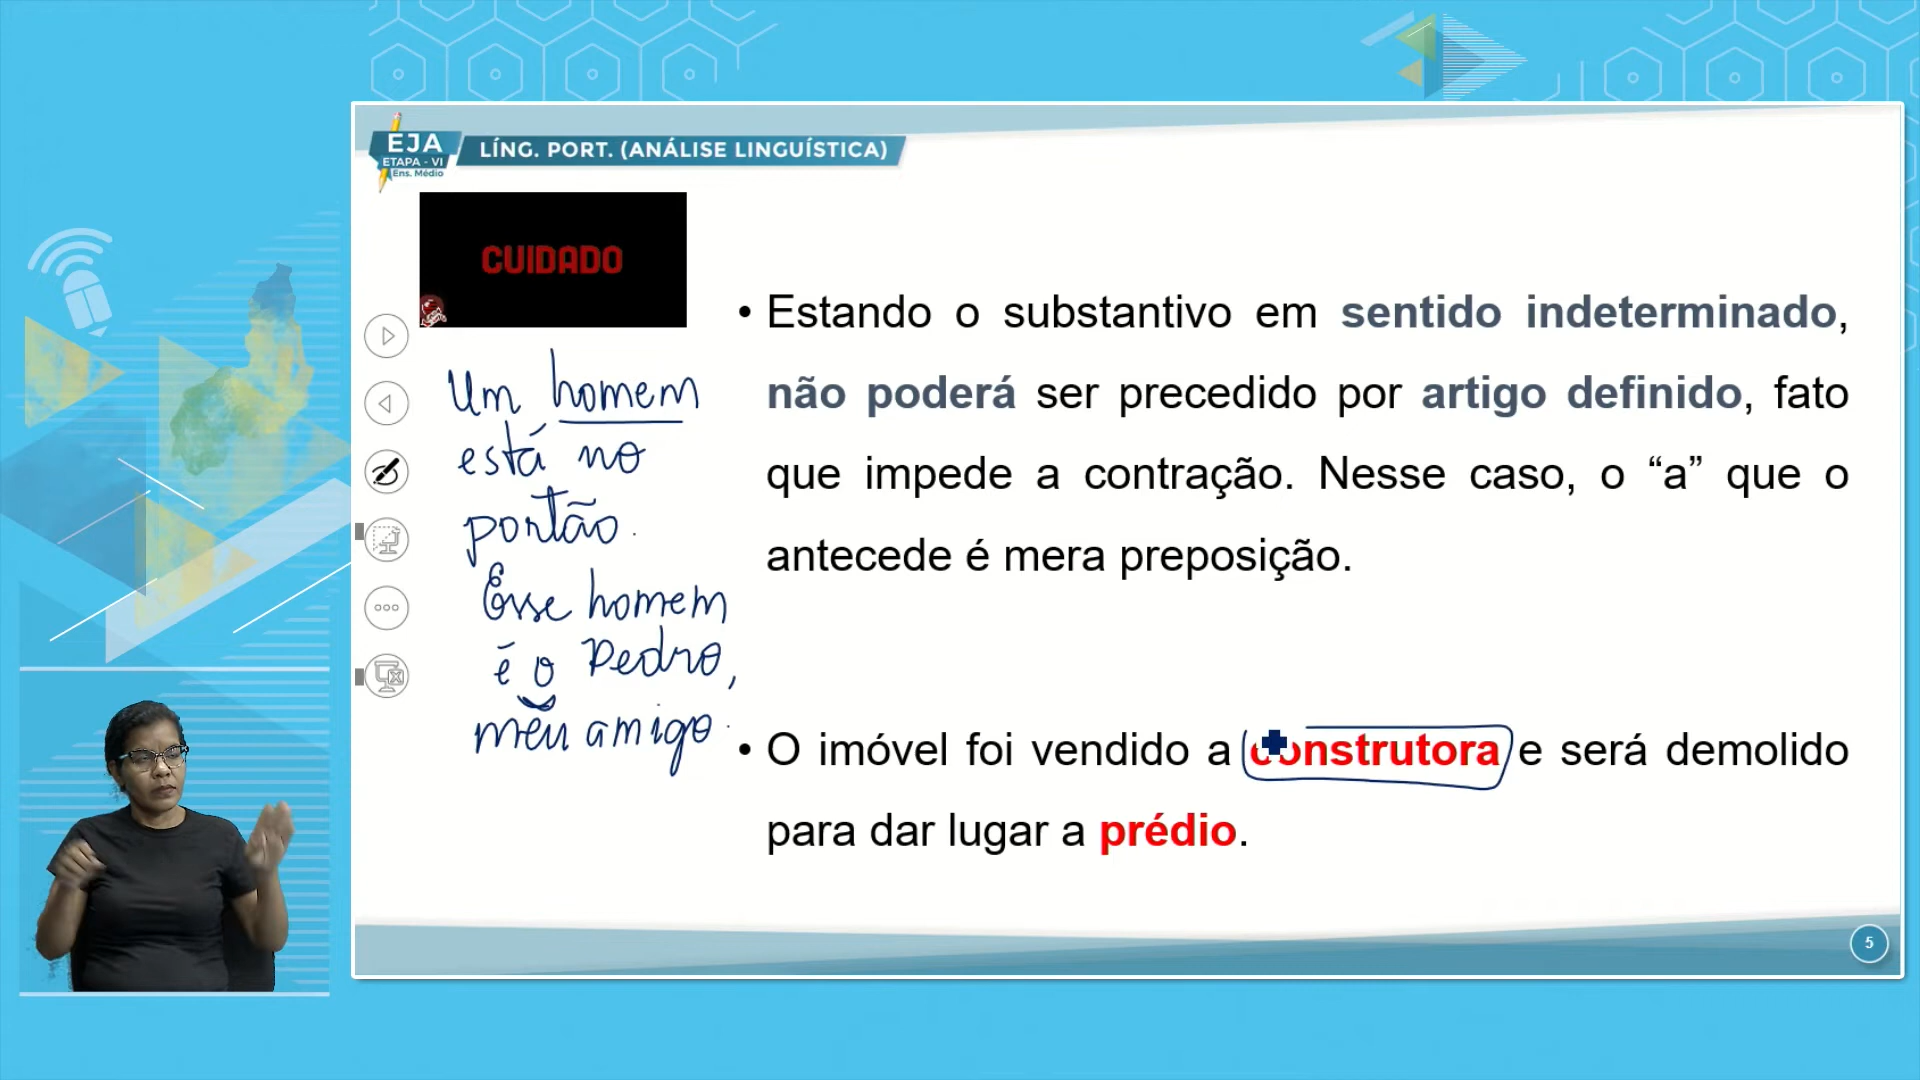 EJA
ETAPA - VI
Ens. Médio
LÍNG. PORT. (ANÁLISE LINGUÍSTICA)
CUIDADO
Um homem
está no
portão.
Esse homem
é o Pedro,
meu amigo.
• Estando o substantivo em sentido indeterminado,
não poderá ser precedido por artigo definido, fato
que impede a contração. Nesse caso, o “a” que o
antecede é mera preposição.
• O imóvel foi vendido a construtora e será demolido
para dar lugar a prédio.
5